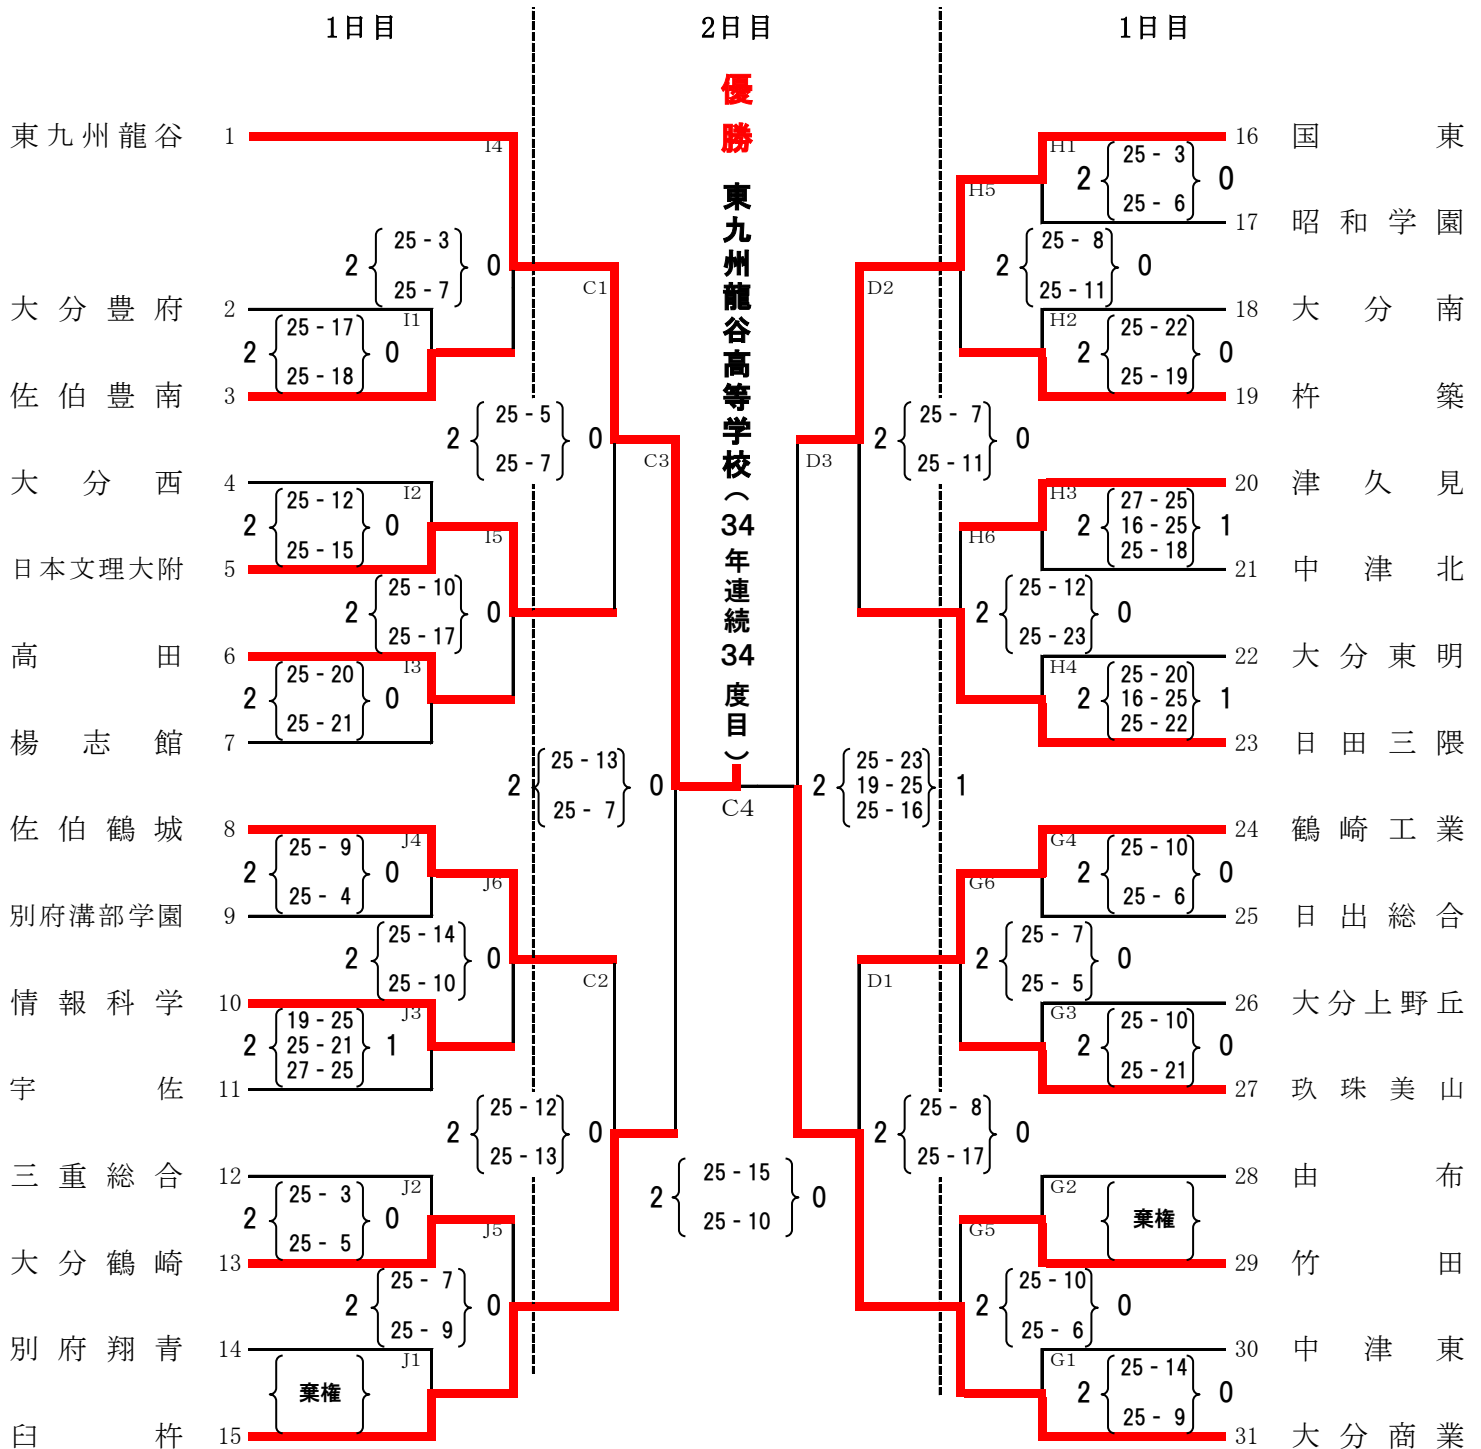 1日目
2日目
1日目
優勝
東九州龍谷高等学校(34年連続34度目)
東九州龍谷 1
I4
2 25 - 3 0
25 - 7
大分豊府 2
I1
2 25 - 17 0
25 - 18
佐伯豊南 3
C1
2 25 - 5 0
25 - 7
大分西 4
I2
2 25 - 12 0
25 - 15
日本文理大附 5
I5
2 25 - 10 0
25 - 17
高田 6
I3
2 25 - 20 0
25 - 21
楊志館 7
C3
2 25 - 13 0
25 - 7
佐伯鶴城 8
J4
2 25 - 9 0
25 - 4
別府溝部学園 9
J6
2 25 - 14 0
25 - 10
情報科学 10
J3
2 19 - 25 1
25 - 21
27 - 25
宇佐 11
C2
2 25 - 12 0
25 - 13
三重総合 12
J2
2 25 - 3 0
25 - 5
大分鶴崎 13
J5
2 25 - 7 0
25 - 9
別府翔青 14
J1
棄権
臼杵 15
C4
2 25 - 15 0
25 - 10
16 国東
H1
2 25 - 3 0
25 - 6
17 昭和学園
H5
2 25 - 8 0
25 - 11
18 大分南
H2
2 25 - 22 0
25 - 19
19 杵築
D2
2 25 - 7 0
25 - 11
20 津久見
H3
2 27 - 25 1
16 - 25
25 - 18
21 中津北
H6
2 25 - 12 0
25 - 23
22 大分東明
H4
2 25 - 20 1
16 - 25
25 - 22
23 日田三隈
D3
2 25 - 23 1
19 - 25
25 - 16
24 鶴崎工業
G4
2 25 - 10 0
25 - 6
25 日出総合
G6
2 25 - 7 0
25 - 5
26 大分上野丘
G3
2 25 - 10 0
25 - 21
27 玖珠美山
D1
2 25 - 8 0
25 - 17
28 由布
G2
棄権
29 竹田
G5
2 25 - 10 0
25 - 6
30 中津東
G1
2 25 - 14 0
25 - 9
31 大分商業